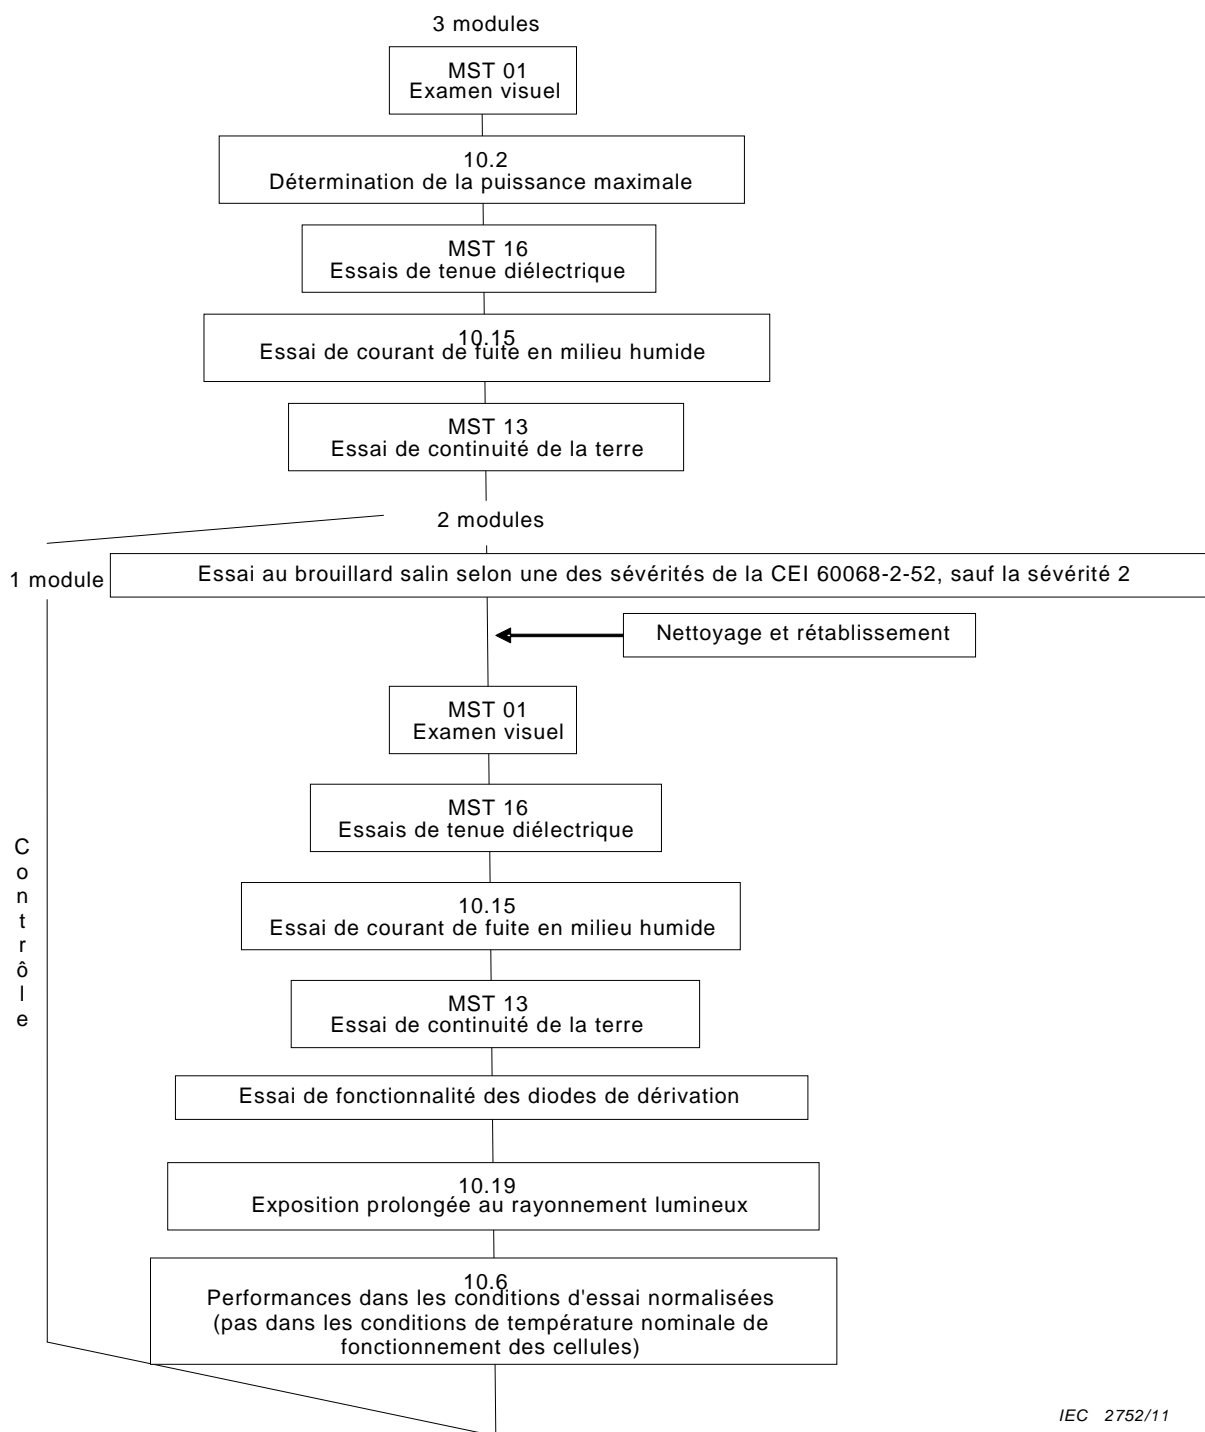 3 modules
MST 01
Examen visuel
10.2
Détermination de la puissance maximale
MST 16
Essais de tenue diélectrique
10.15
Essai de courant de fuite en milieu humide
MST 13
Essai de continuité de la terre
2 modules
1 module
Essai au brouillard salin selon une des sévérités de la CEI 60068-2-52, sauf la sévérité 2
Nettoyage et rétablissement
MST 01
Examen visuel
MST 16
Essais de tenue diélectrique
10.15
Essai de courant de fuite en milieu humide
MST 13
Essai de continuité de la terre
Contrôle
Essai de fonctionnalité des diodes de dérivation
10.19
Exposition prolongée au rayonnement lumineux
10.6
Performances dans les conditions d'essai normalisées
(pas dans les conditions de température nominale de
fonctionnement des cellules)
IEC 2752/11